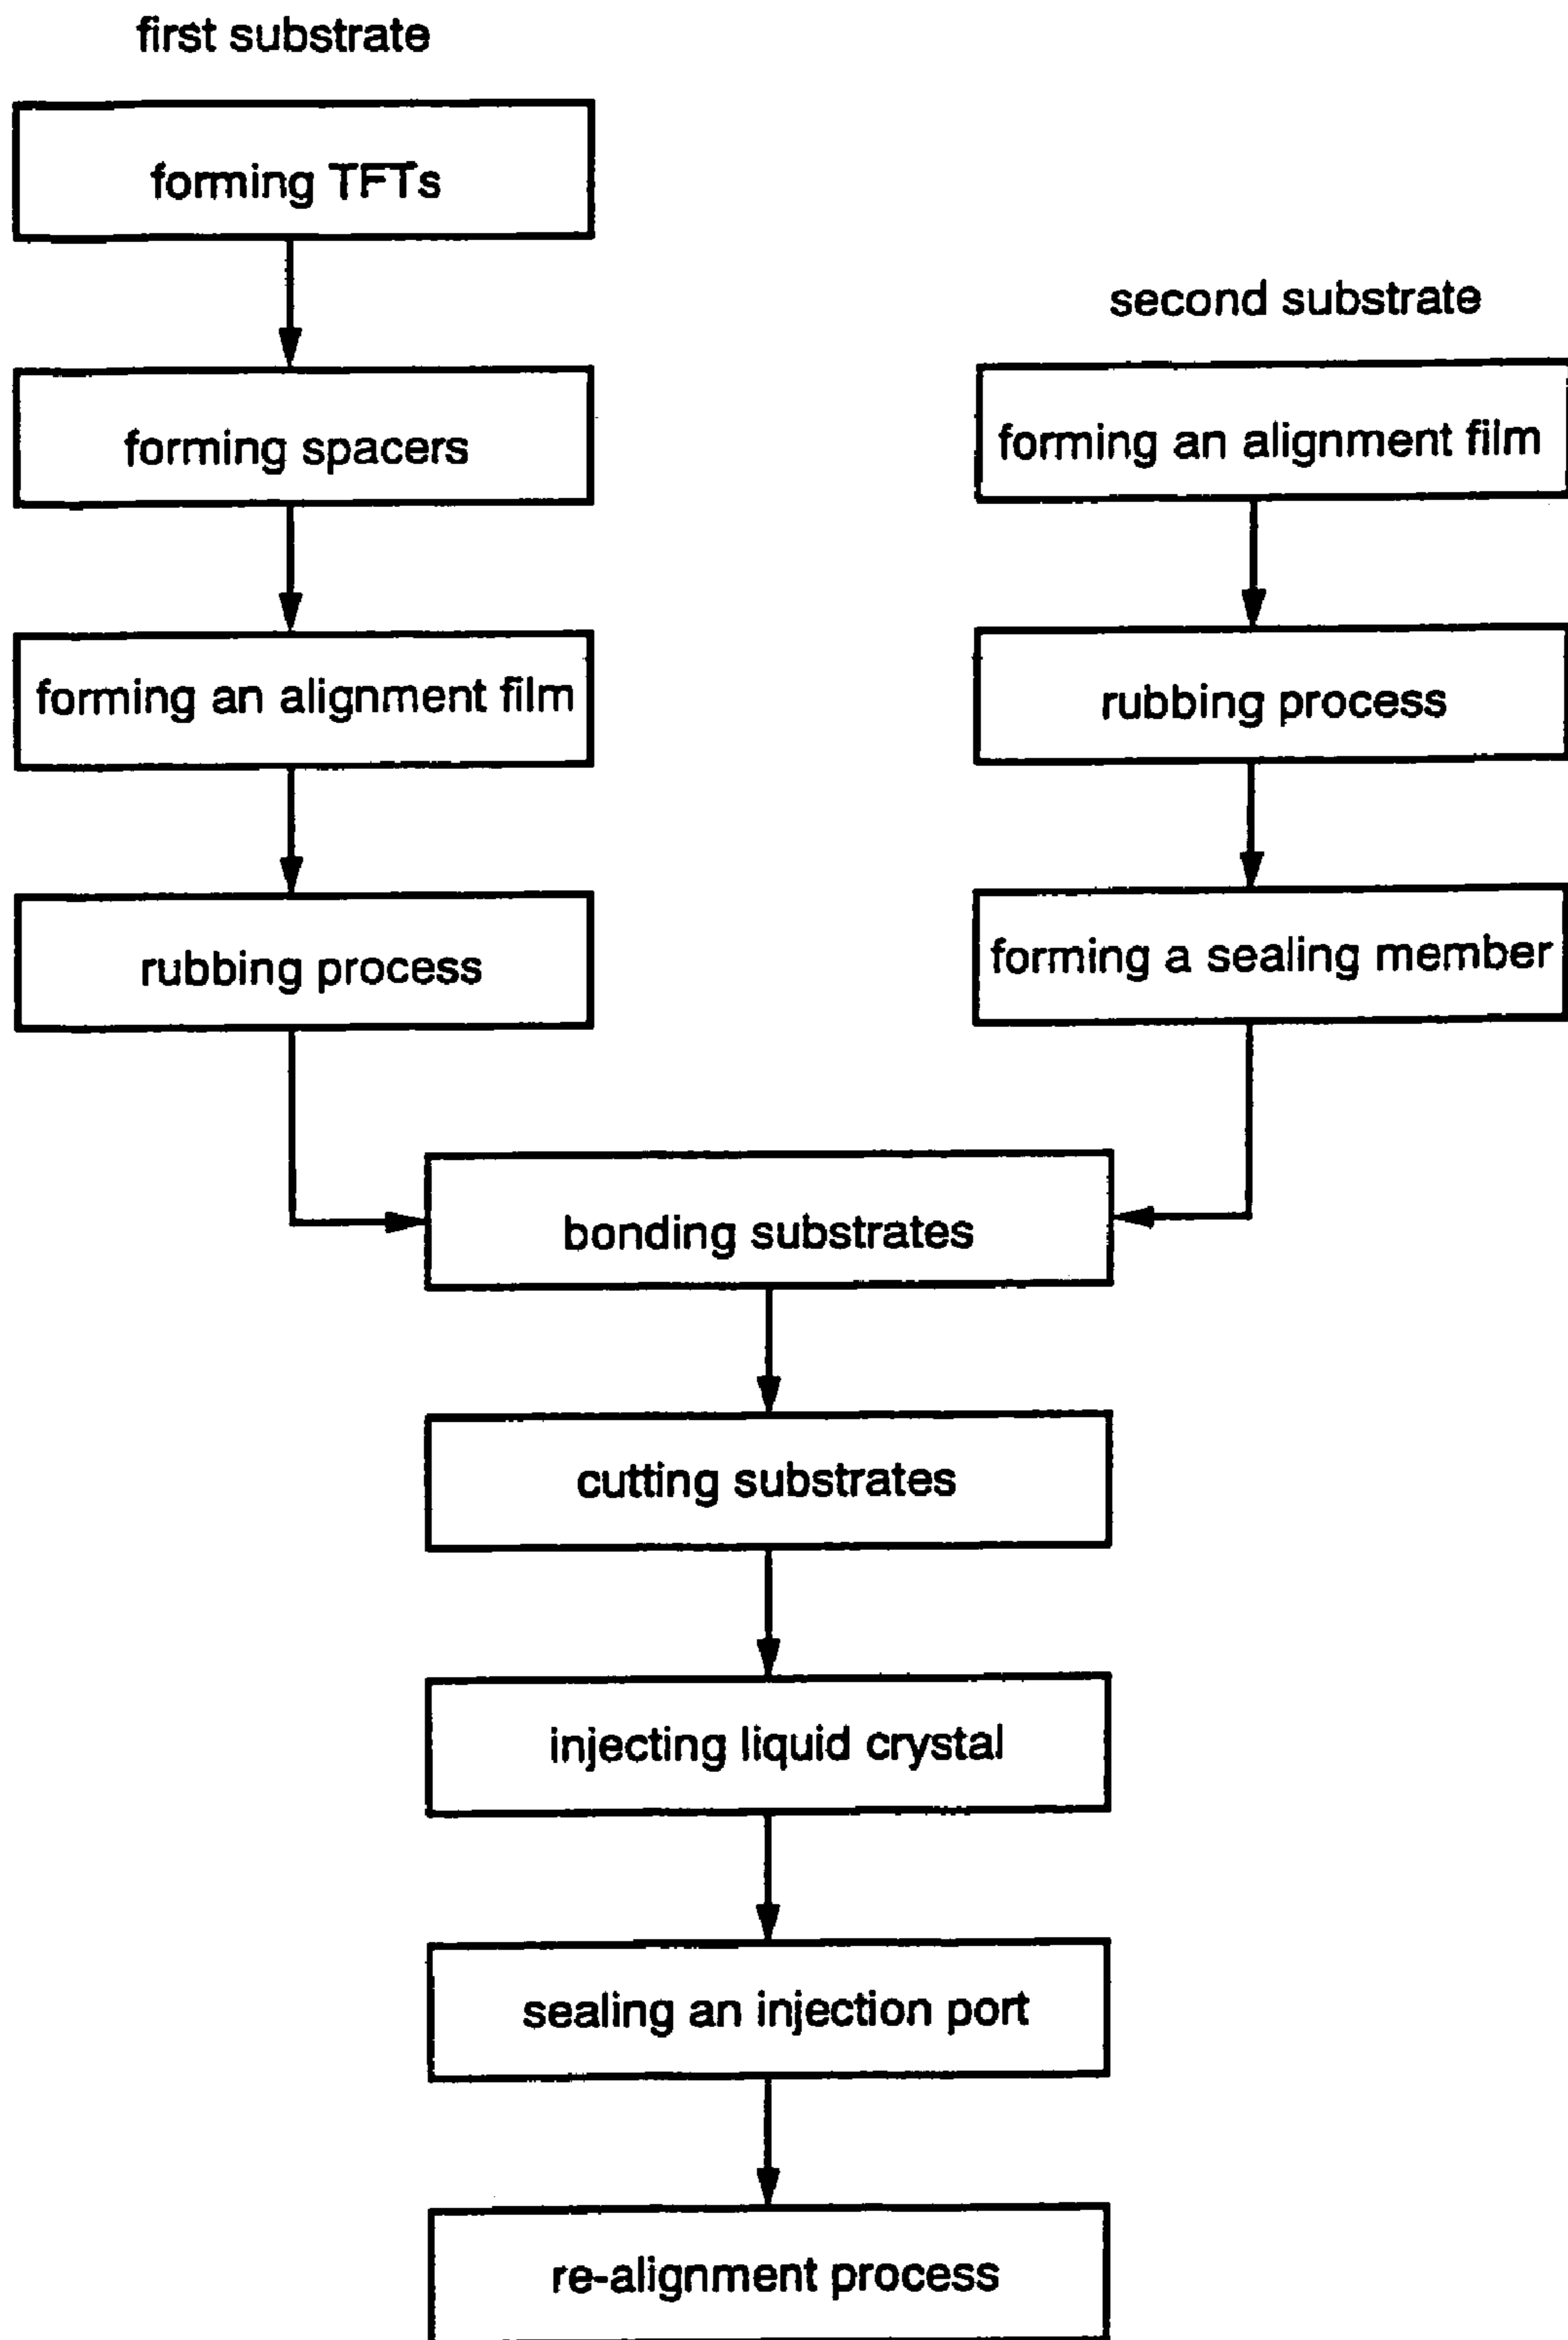 first substrate
forming TFTs
forming spacers
forming an alignment film
rubbing process
second substrate
forming an alignment film
rubbing process
forming a sealing member
bonding substrates
cutting substrates
injecting liquid crystal
sealing an injection port
re-alignment process